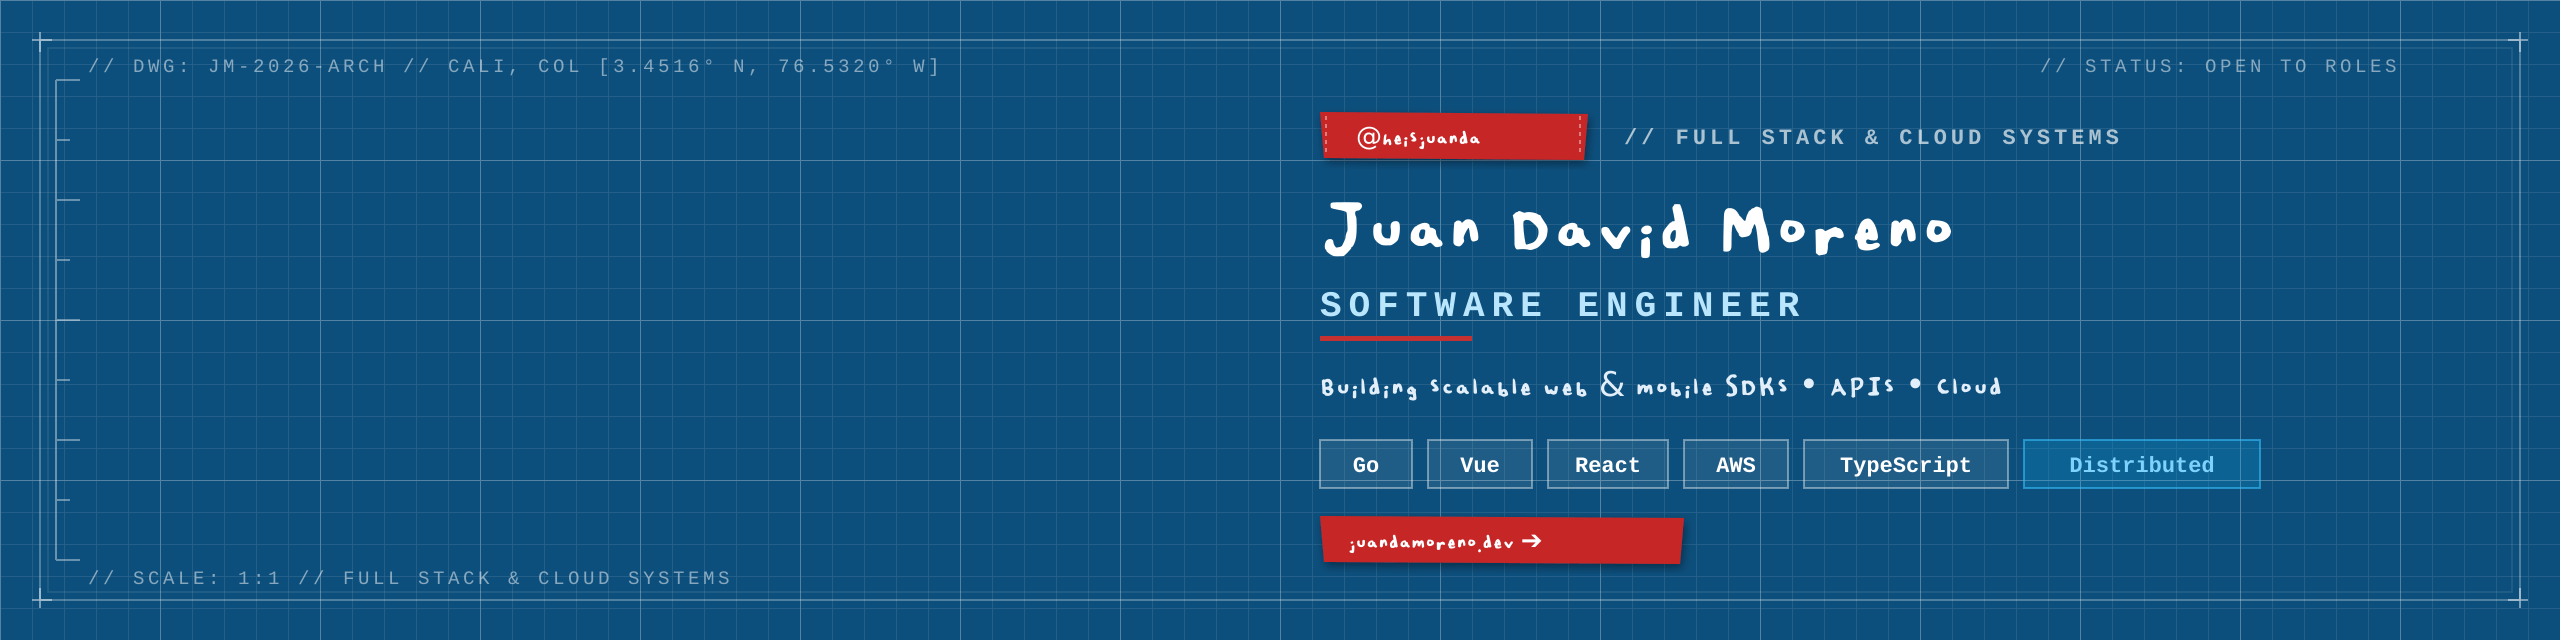 // DWG: JM-2026-ARCH // CALI, COL [3.4516° N, 76.5320° W]
// STATUS: OPEN TO ROLES
@heisjuanda
// FULL STACK & CLOUD SYSTEMS
Juan David Moreno
SOFTWARE ENGINEER
Building scalable web & mobile SDKs • APIs • Cloud
Go
Vue
React
AWS
TypeScript
Distributed
juandamoreno.dev →
// SCALE: 1:1 // FULL STACK & CLOUD SYSTEMS